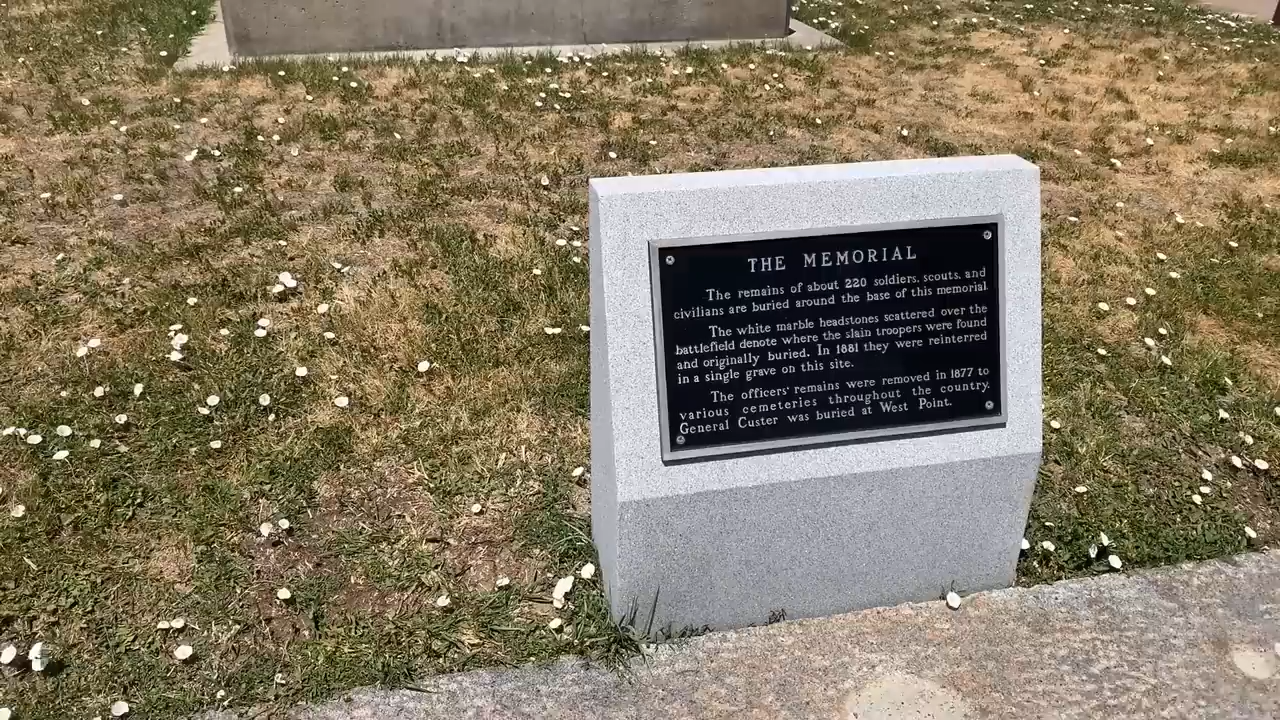 THE MEMORIAL
The remains of about 220 soldiers, scouts, and
civilians are buried around the base of this memorial.
The white marble headstones scattered over the
battlefield denote where the slain troopers were found
and originally buried. In 1881 they were reinterred
in a single grave on this site.
The officers' remains were removed in 1877 to
various cemeteries throughout the country.
General Custer was buried at West Point.